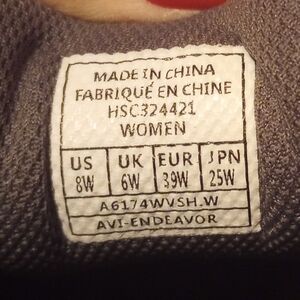 MADE IN CHINA
FABRIQUÉ EN CHINE
HSC324421
WOMEN
US UK EUR JPN
8W 6W 39W 25W
A6174WVSH.W
AVI-ENDEAVOR